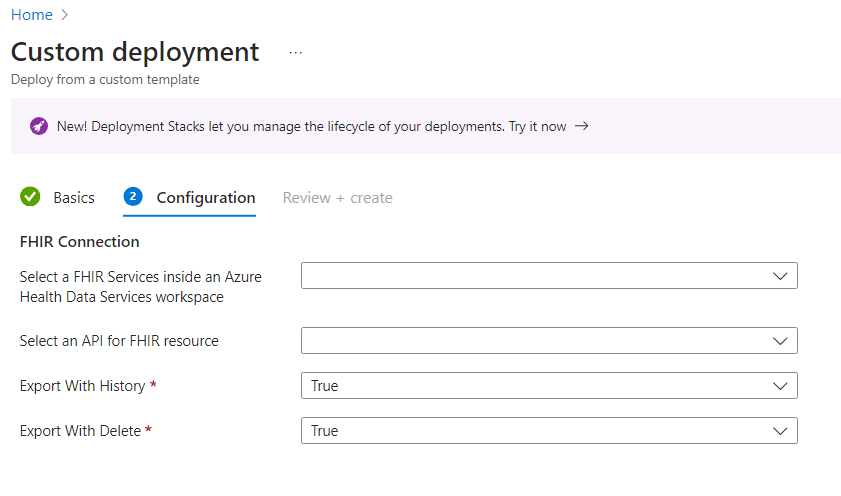 Home >
Custom deployment ...
Deploy from a custom template
New! Deployment Stacks let you manage the lifecycle of your deployments. Try it now →
Basics 2 Configuration Review + create
FHIR Connection
Select a FHIR Services inside an Azure
Health Data Services workspace
Select an API for FHIR resource
Export With History * True
Export With Delete * True